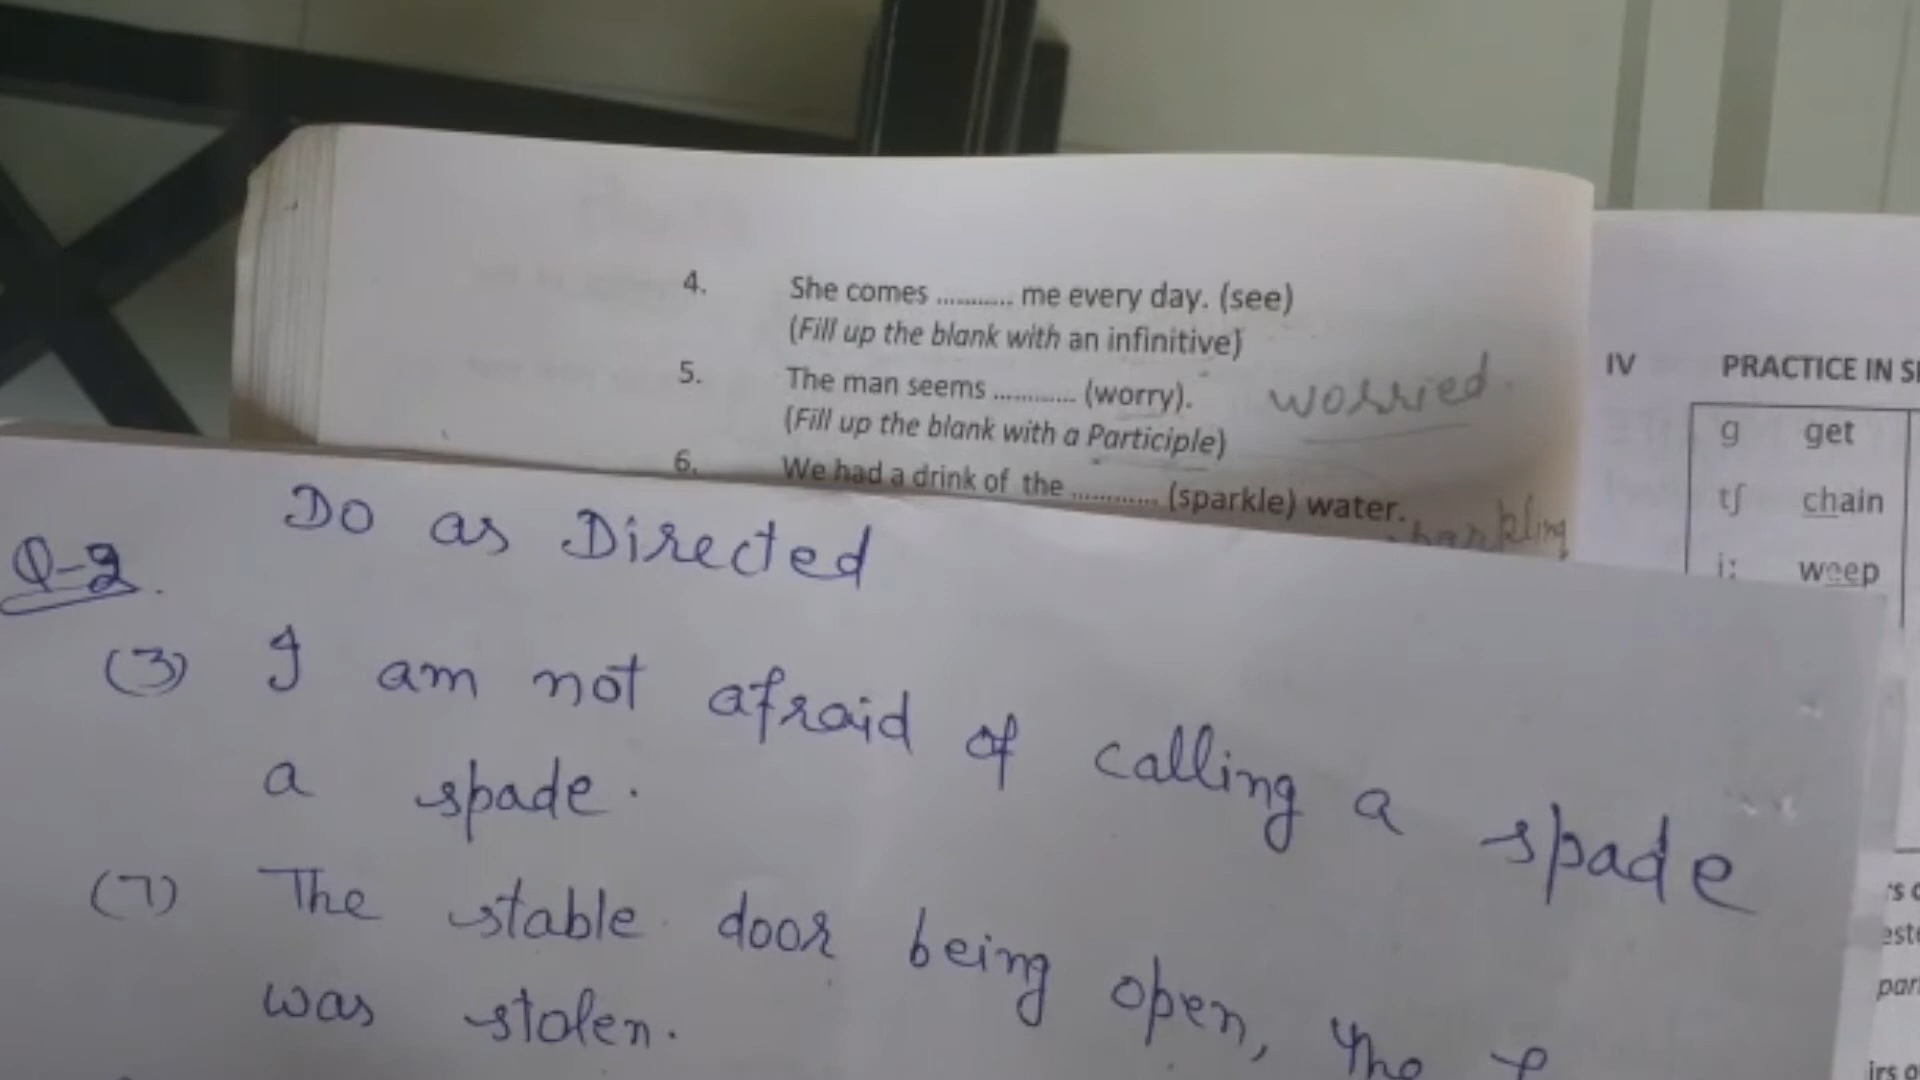 4. She comes ........... me every day. (see)
(Fill up the blank with an infinitive)
5. The man seems ............ (worry). worried.
(Fill up the blank with a Participle)
6. We had a drink of the ............ (sparkle) water.
IV PRACTICE IN
g get
tʃ chain
i: weep
Do as Directed
Q-2.
(3) I am not afraid of calling a spade
a spade.
(7) The stable door being open, the
was stolen.